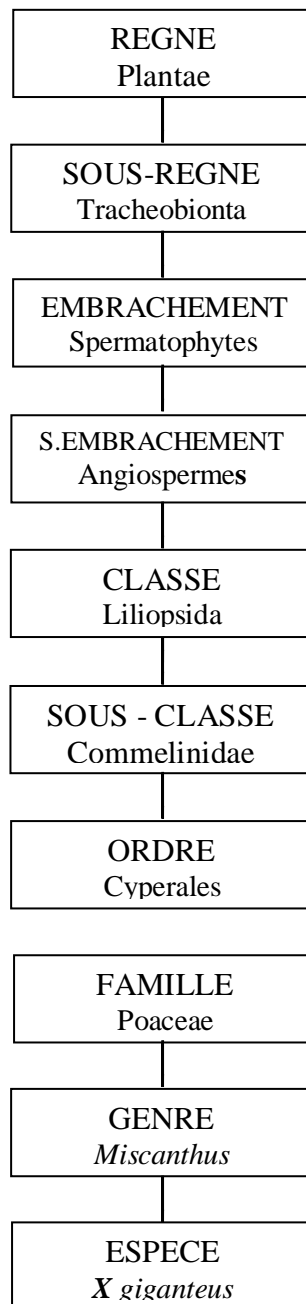 REGNE
Plantae
SOUS-REGNE
Tracheobionta
EMBRACHEMENT
Spermatophytes
S.EMBRACHEMENT
Angiospermes
CLASSE
Liliopsida
SOUS - CLASSE
Commelinidae
ORDRE
Cyperales
FAMILLE
Poaceae
GENRE
Miscanthus
ESPECE
X giganteus